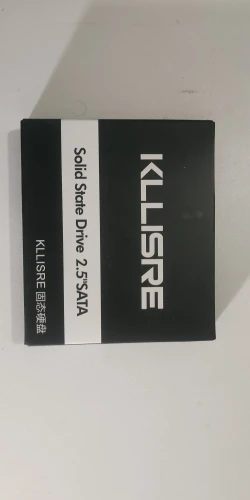 KLLISRE
Solid State Drive 2.5"SATA
KLLISRE 固态硬盘